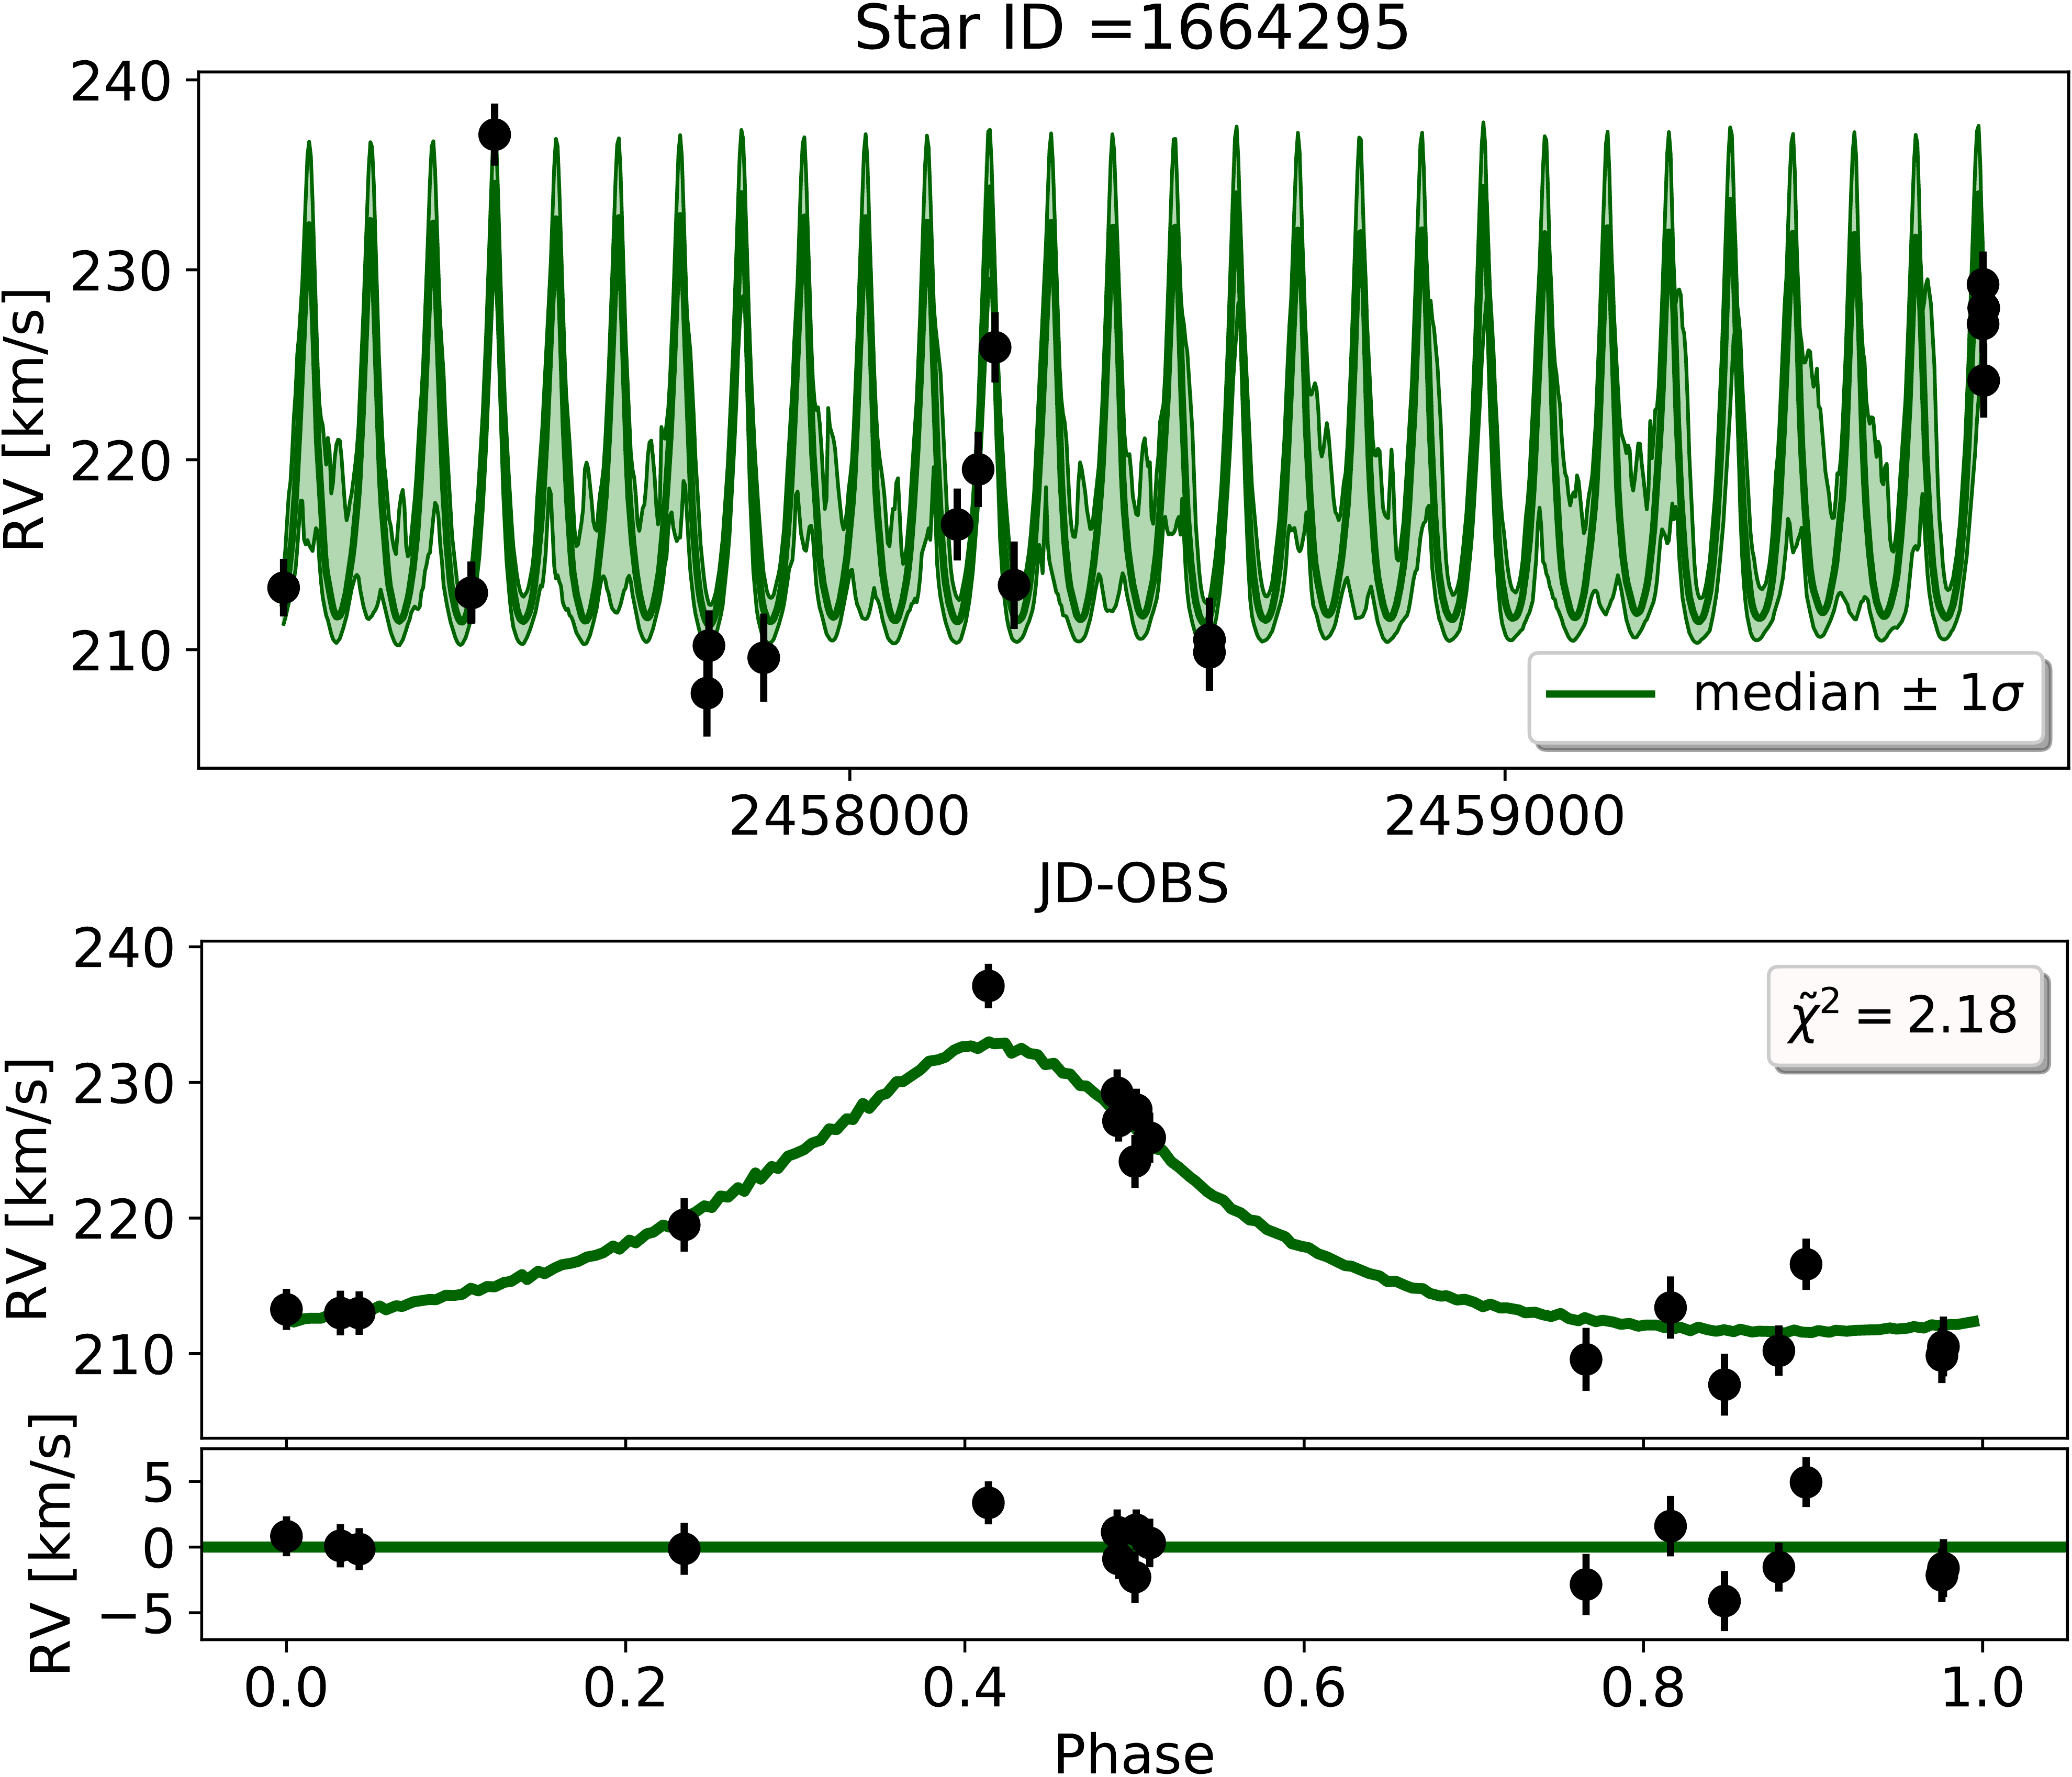 Star ID =1664295
240
230
220
210
RV [km/s]
median ± 1σ
2458000 2459000
JD-OBS
240
230
220
210
RV [km/s]
χ̃² = 2.18
5
0
−5
RV [km/s]
0.0 0.2 0.4 0.6 0.8 1.0
Phase